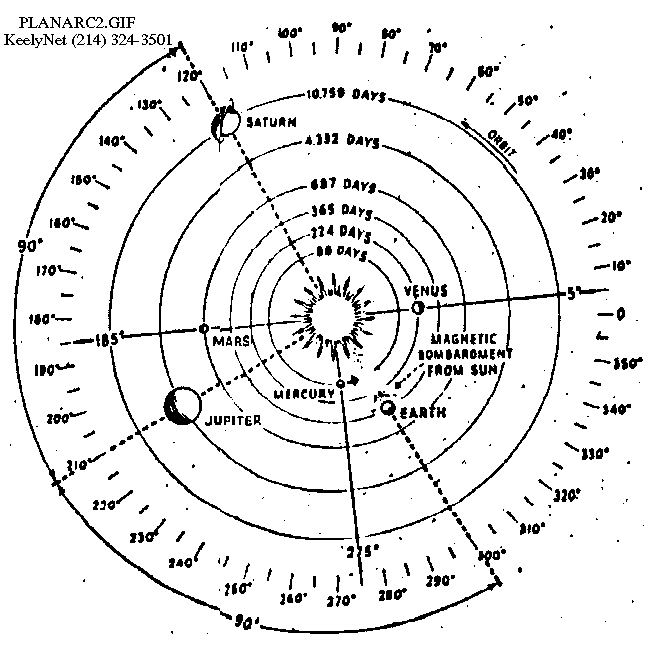 PLANARC2.GIF
KeelyNet (214) 324-3501
110°
100°
90°
80°
70°
60°
50°
40°
30°
20°
10°
5°
0
350°
340°
330°
320°
310°
300°
290°
280°
275°
270°
260°
250°
240°
230°
220°
210°
200°
190°
185°
180°
170°
160°
150°
140°
130°
120°
90°
90°
10,759 DAYS
4,332 DAYS
687 DAYS
365 DAYS
224 DAYS
88 DAYS
ORBIT
SATURN
VENUS
MARS
MAGNETIC
BOMBARDMENT
FROM SUN
MERCURY
EARTH
JUPITER